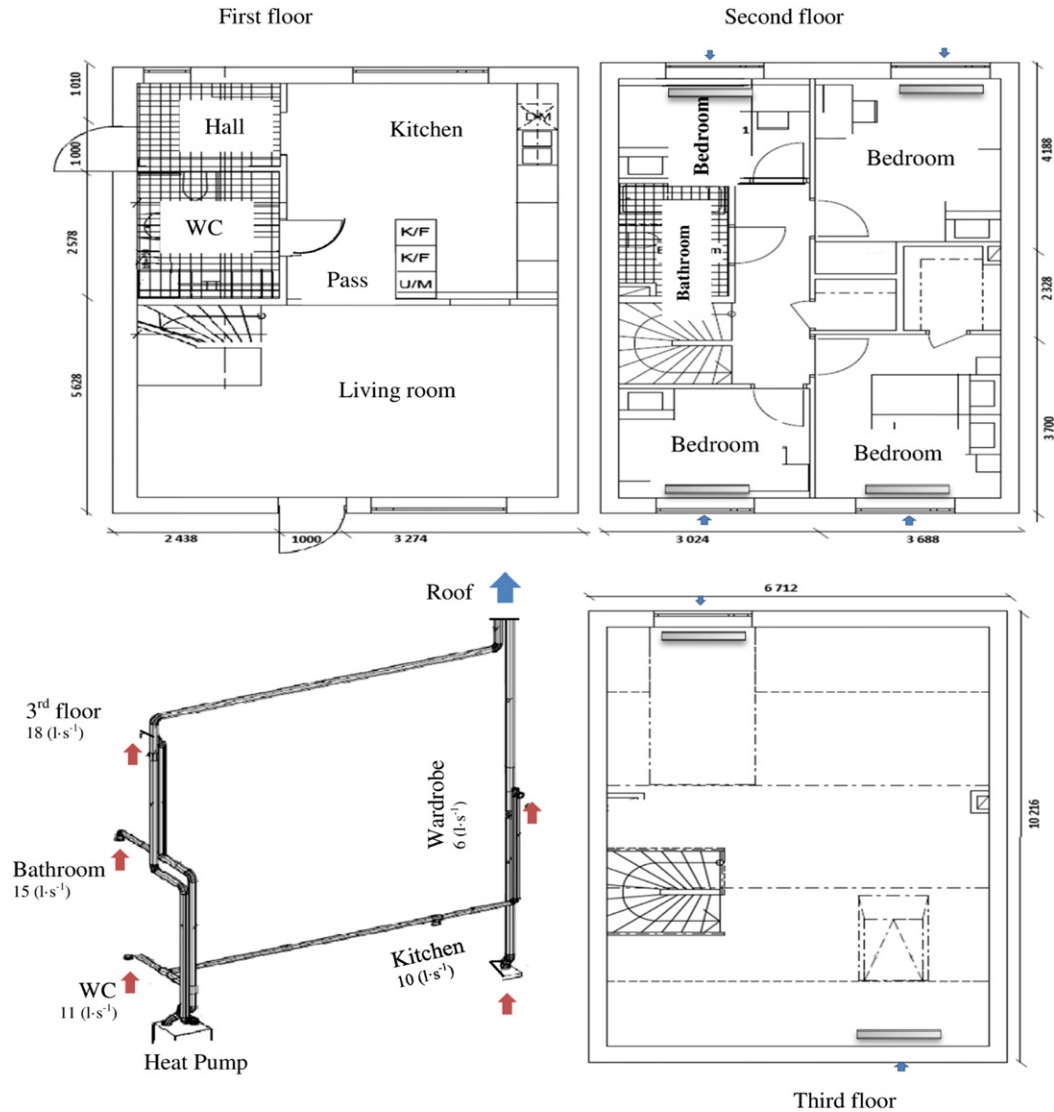 First floor
Second floor
1 010
1 000
2 578
5 628
Hall
Kitchen
D/M
WC
K/F
K/F
U/M
Pass
Living room
2 438
1000
3 274
Bedroom
1
Bedroom
Bathroom
Bedroom
Bedroom
4 188
2 328
3 700
3 024
3 688
Roof
3rd floor
18 (l·s-1)
Wardrobe
6 (l·s-1)
Bathroom
15 (l·s-1)
Kitchen
10 (l·s-1)
WC
11 (l·s-1)
Heat Pump
6 712
10 216
Third floor